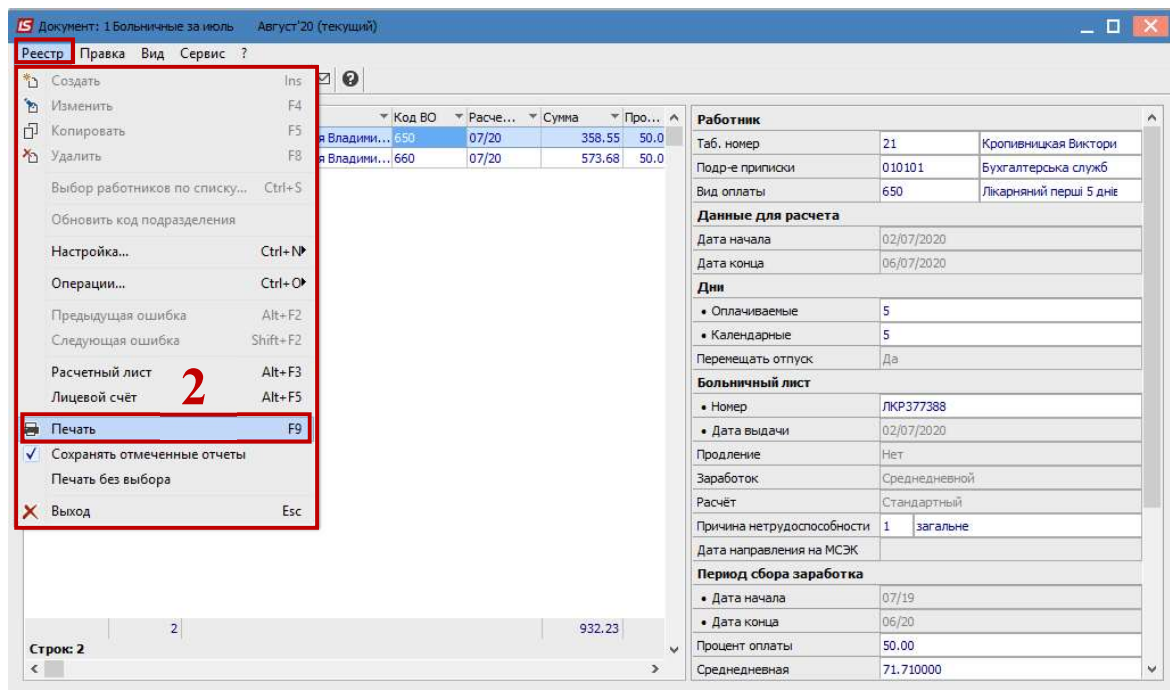 Документ: 1 Больничные за июль Август'20 (текущий)
Реестр Правка Вид Сервис ?
Создать Ins
Изменить F4
Копировать F5
Удалить F8
Выбор работников по списку... Ctrl+S
Обновить код подразделения
Настройка... Ctrl+N
Операции... Ctrl+O
Предыдущая ошибка Alt+F2
Следующая ошибка Shift+F2
Расчетный лист Alt+F3
Лицевой счёт Alt+F5
2
Печать F9
Сохранять отмеченные отчеты
Печать без выбора
Выход Esc
Код ВО Расче... Сумма Про...
я Владими... 650 07/20 358.55 50.0
я Владими... 660 07/20 573.68 50.0
2 932.23
Строк: 2
Работник
Таб. номер 21 Кропивницкая Виктори
Подр-е приписки 010101 Бухгалтерська служб
Вид оплаты 650 Лікарняний перші 5 днів
Данные для расчета
Дата начала 02/07/2020
Дата конца 06/07/2020
Дни
• Оплачиваемые 5
• Календарные 5
Перемещать отпуск Да
Больничный лист
• Номер ЛКР377388
• Дата выдачи 02/07/2020
Продление Нет
Заработок Среднедневной
Расчёт Стандартный
Причина нетрудоспособности 1 загальне
Дата направления на МСЭК
Период сбора заработка
• Дата начала 07/19
• Дата конца 06/20
Процент оплаты 50.00
Среднедневная 71.710000